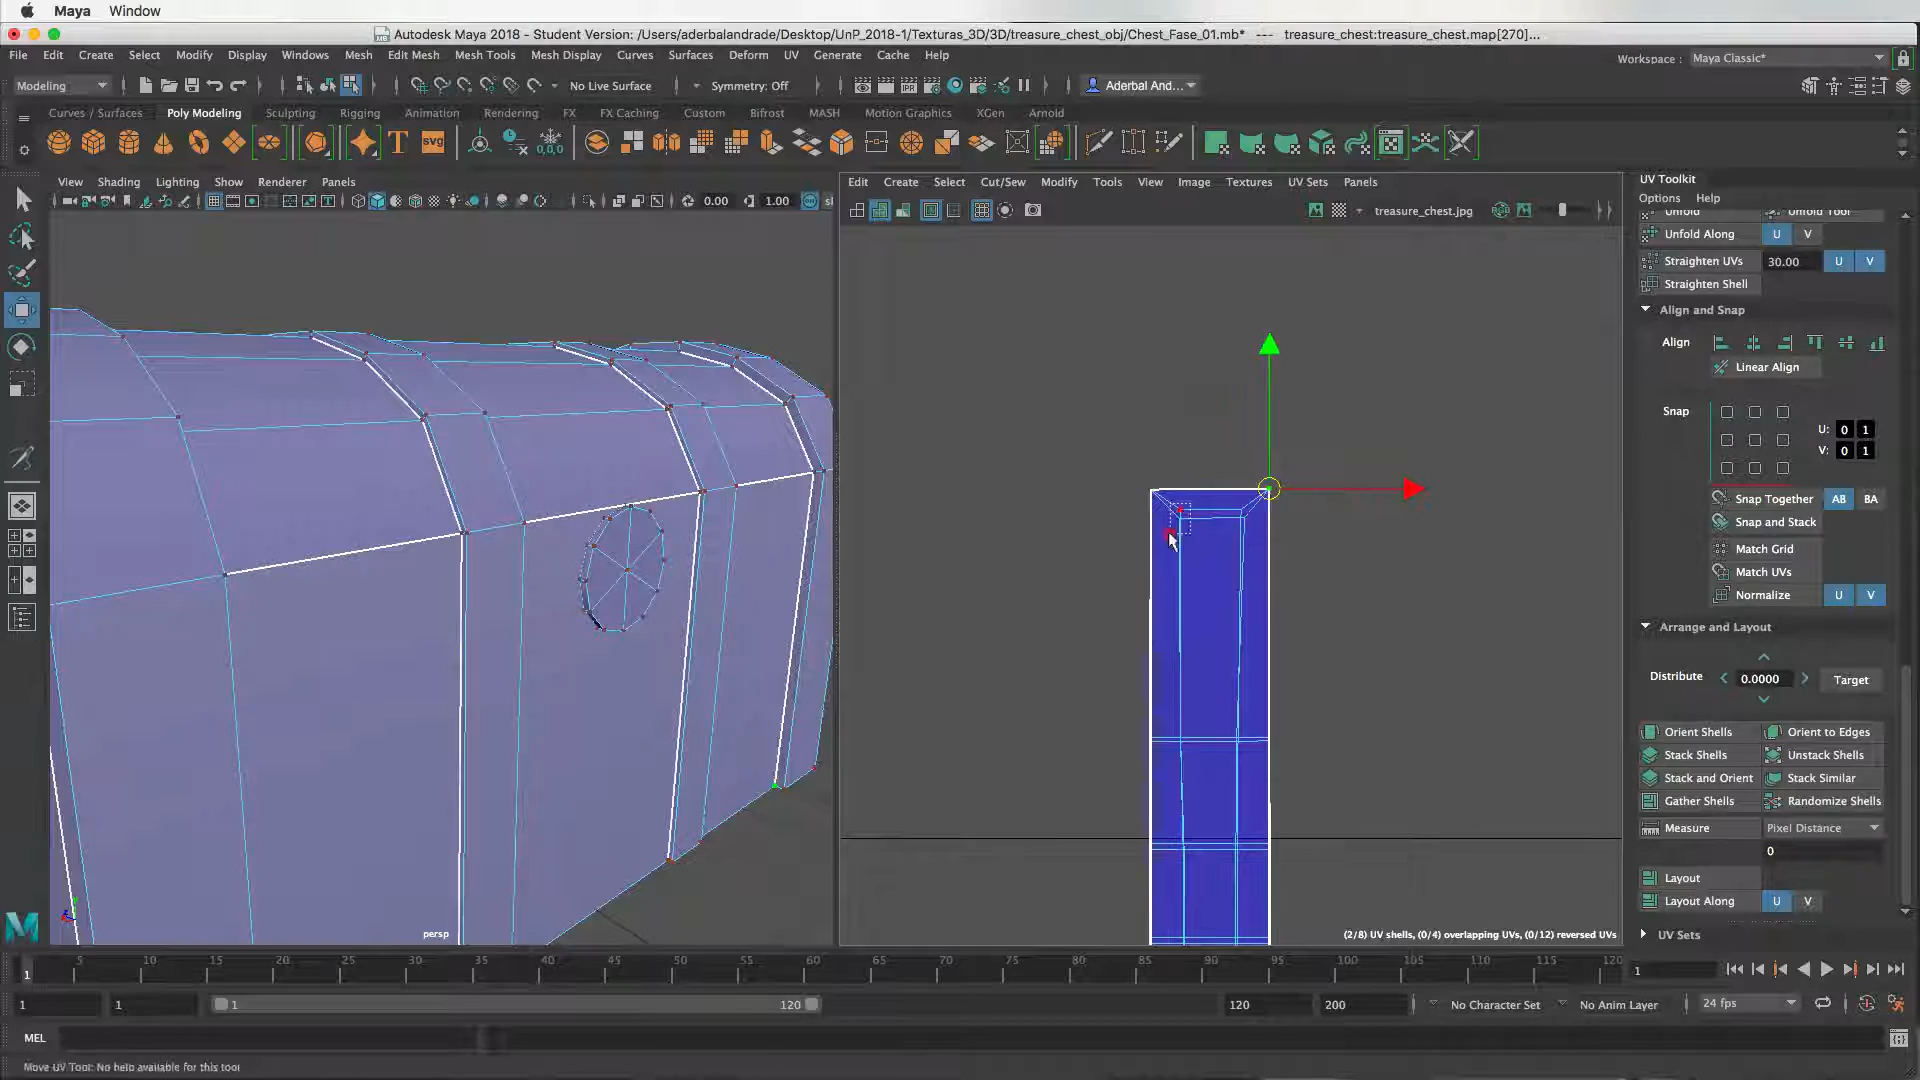 Maya Window
Autodesk Maya 2018 - Student Version: /Users/aderbalandrade/Desktop/UnP_2018-1/Texturas_3D/3D/treasure_chest_obj/Chest_Fase_01.mb* --- treasure_chest:treasure_chest.map[270]...
File Edit Create Select Modify Display Windows Mesh Edit Mesh Mesh Tools Mesh Display Curves Surfaces Deform UV Generate Cache Help
Workspace : Maya Classic*
Modeling No Live Surface Symmetry: Off Aderbal And...
Curves / Surfaces Poly Modeling Sculpting Rigging Animation Rendering FX FX Caching Custom Bifrost MASH Motion Graphics XGen Arnold
T SVG 0,0,0
View Shading Lighting Show Renderer Panels
0.00 1.00
Edit Create Select Cut/Sew Modify Tools View Image Textures UV Sets Panels
treasure_chest.jpg
UV Toolkit
Options Help
Unfold Unfold Tool
Unfold Along U V
Straighten UVs 30.00 U V
Straighten Shell
Align and Snap
Align
Linear Align
Snap
U: 0 1
V: 0 1
Snap Together AB BA
Snap and Stack
Match Grid
Match UVs
Normalize U V
Arrange and Layout
Distribute < 0.0000 > Target
Orient Shells Orient to Edges
Stack Shells Unstack Shells
Stack and Orient Stack Similar
Gather Shells Randomize Shells
Measure Pixel Distance
0
Layout
Layout Along U V
UV Sets
persp
(2/8) UV shells, (0/4) overlapping UVs, (0/12) reversed UVs
1 5 10 15 20 25 30 35 40 45 50 55 60 65 70 75 80 85 90 95 100 105 110 115 120
1
1 1 1 120 120 200 No Character Set No Anim Layer 24 fps
MEL
Move UV Tool: No help available for this tool